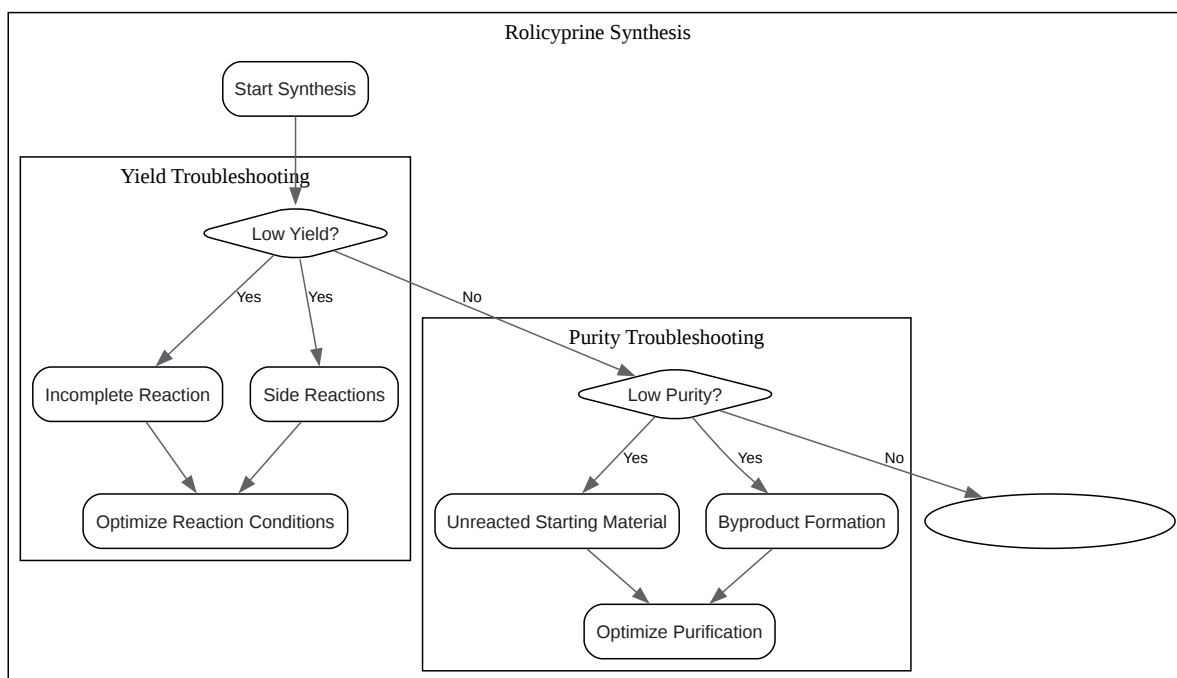 Rolicyprine Synthesis
Start Synthesis
Yield Troubleshooting
Low Yield?
Yes
Yes
No
Purity Troubleshooting
Incomplete Reaction
Side Reactions
Low Purity?
Yes
Yes
No
Optimize Reaction Conditions
Unreacted Starting Material
Byproduct Formation
Optimize Purification